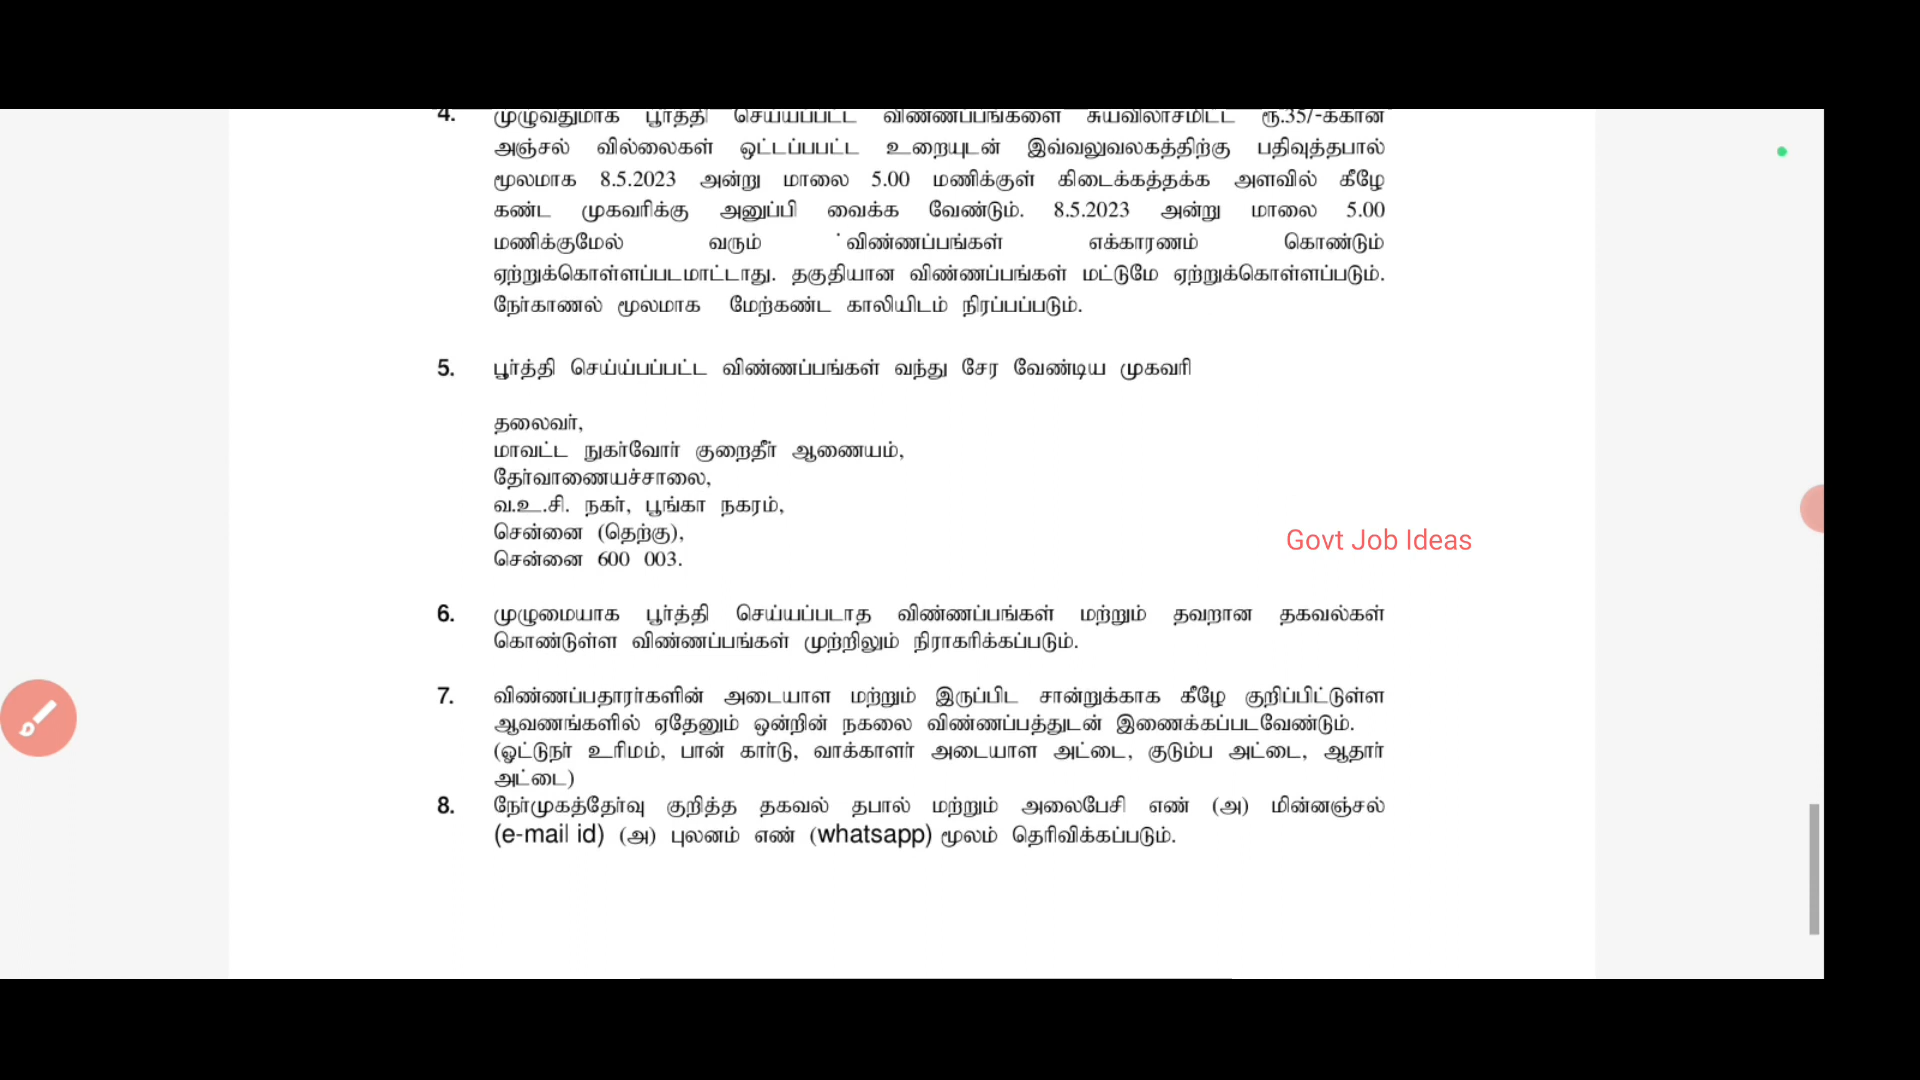 4. முழுவதுமாக பூர்த்தி செய்யப்பட்ட விண்ணப்பங்களை சுயவிலாசமிட்ட ரூ.35/-க்கான
அஞ்சல் வில்லைகள் ஒட்டப்பபட்ட உறையுடன் இவ்வலுவலகத்திற்கு பதிவுத்தபால்
மூலமாக 8.5.2023 அன்று மாலை 5.00 மணிக்குள் கிடைக்கத்தக்க அளவில் கீழே
கண்ட முகவரிக்கு அனுப்பி வைக்க வேண்டும். 8.5.2023 அன்று மாலை 5.00
மணிக்குமேல் வரும் விண்ணப்பங்கள் எக்காரணம் கொண்டும்
ஏற்றுக்கொள்ளப்படமாட்டாது. தகுதியான விண்ணப்பங்கள் மட்டுமே ஏற்றுக்கொள்ளப்படும்.
நேர்காணல் மூலமாக மேற்கண்ட காலியிடம் நிரப்பப்படும்.
5. பூர்த்தி செய்ய்பப்பட்ட விண்ணப்பங்கள் வந்து சேர வேண்டிய முகவரி
தலைவர்,
மாவட்ட நுகர்வோர் குறைதீர் ஆணையம்,
தேர்வாணையச்சாலை,
வ.உ.சி. நகர், பூங்கா நகரம்,
சென்னை (தெற்கு),
சென்னை 600 003.
Govt Job Ideas
6. முழுமையாக பூர்த்தி செய்யப்படாத விண்ணப்பங்கள் மற்றும் தவறான தகவல்கள்
கொண்டுள்ள விண்ணப்பங்கள் முற்றிலும் நிராகரிக்கப்படும்.
7. விண்ணப்பதாரர்களின் அடையாள மற்றும் இருப்பிட சான்றுக்காக கீழே குறிப்பிட்டுள்ள
ஆவணங்களில் ஏதேனும் ஒன்றின் நகலை விண்ணப்பத்துடன் இணைக்கப்படவேண்டும்.
(ஓட்டுநர் உரிமம், பான் கார்டு, வாக்காளர் அடையாள அட்டை, குடும்ப அட்டை, ஆதார்
அட்டை)
8. நேர்முகத்தேர்வு குறித்த தகவல் தபால் மற்றும் அலைபேசி எண் (அ) மின்னஞ்சல்
(e-mail id) (அ) புலனம் எண் (whatsapp) மூலம் தெரிவிக்கப்படும்.